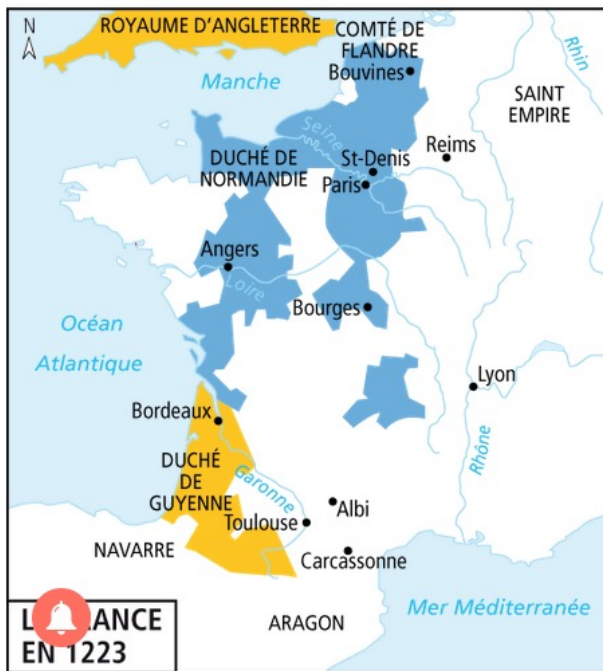 N
ROYAUME D'ANGLETERRE
COMTÉ DE
FLANDRE
Bouvines
Rhin
Manche
SAINT
EMPIRE
Seine
Reims
DUCHÉ DE
NORMANDIE
St-Denis
Paris
Angers
Loire
Bourges
Océan
Atlantique
Lyon
Bordeaux
Rhône
DUCHÉ
DE
GUYENNE
Garonne
Albi
Toulouse
NAVARRE
Carcassonne
ARAGON
Mer Méditerranée
EN 1223